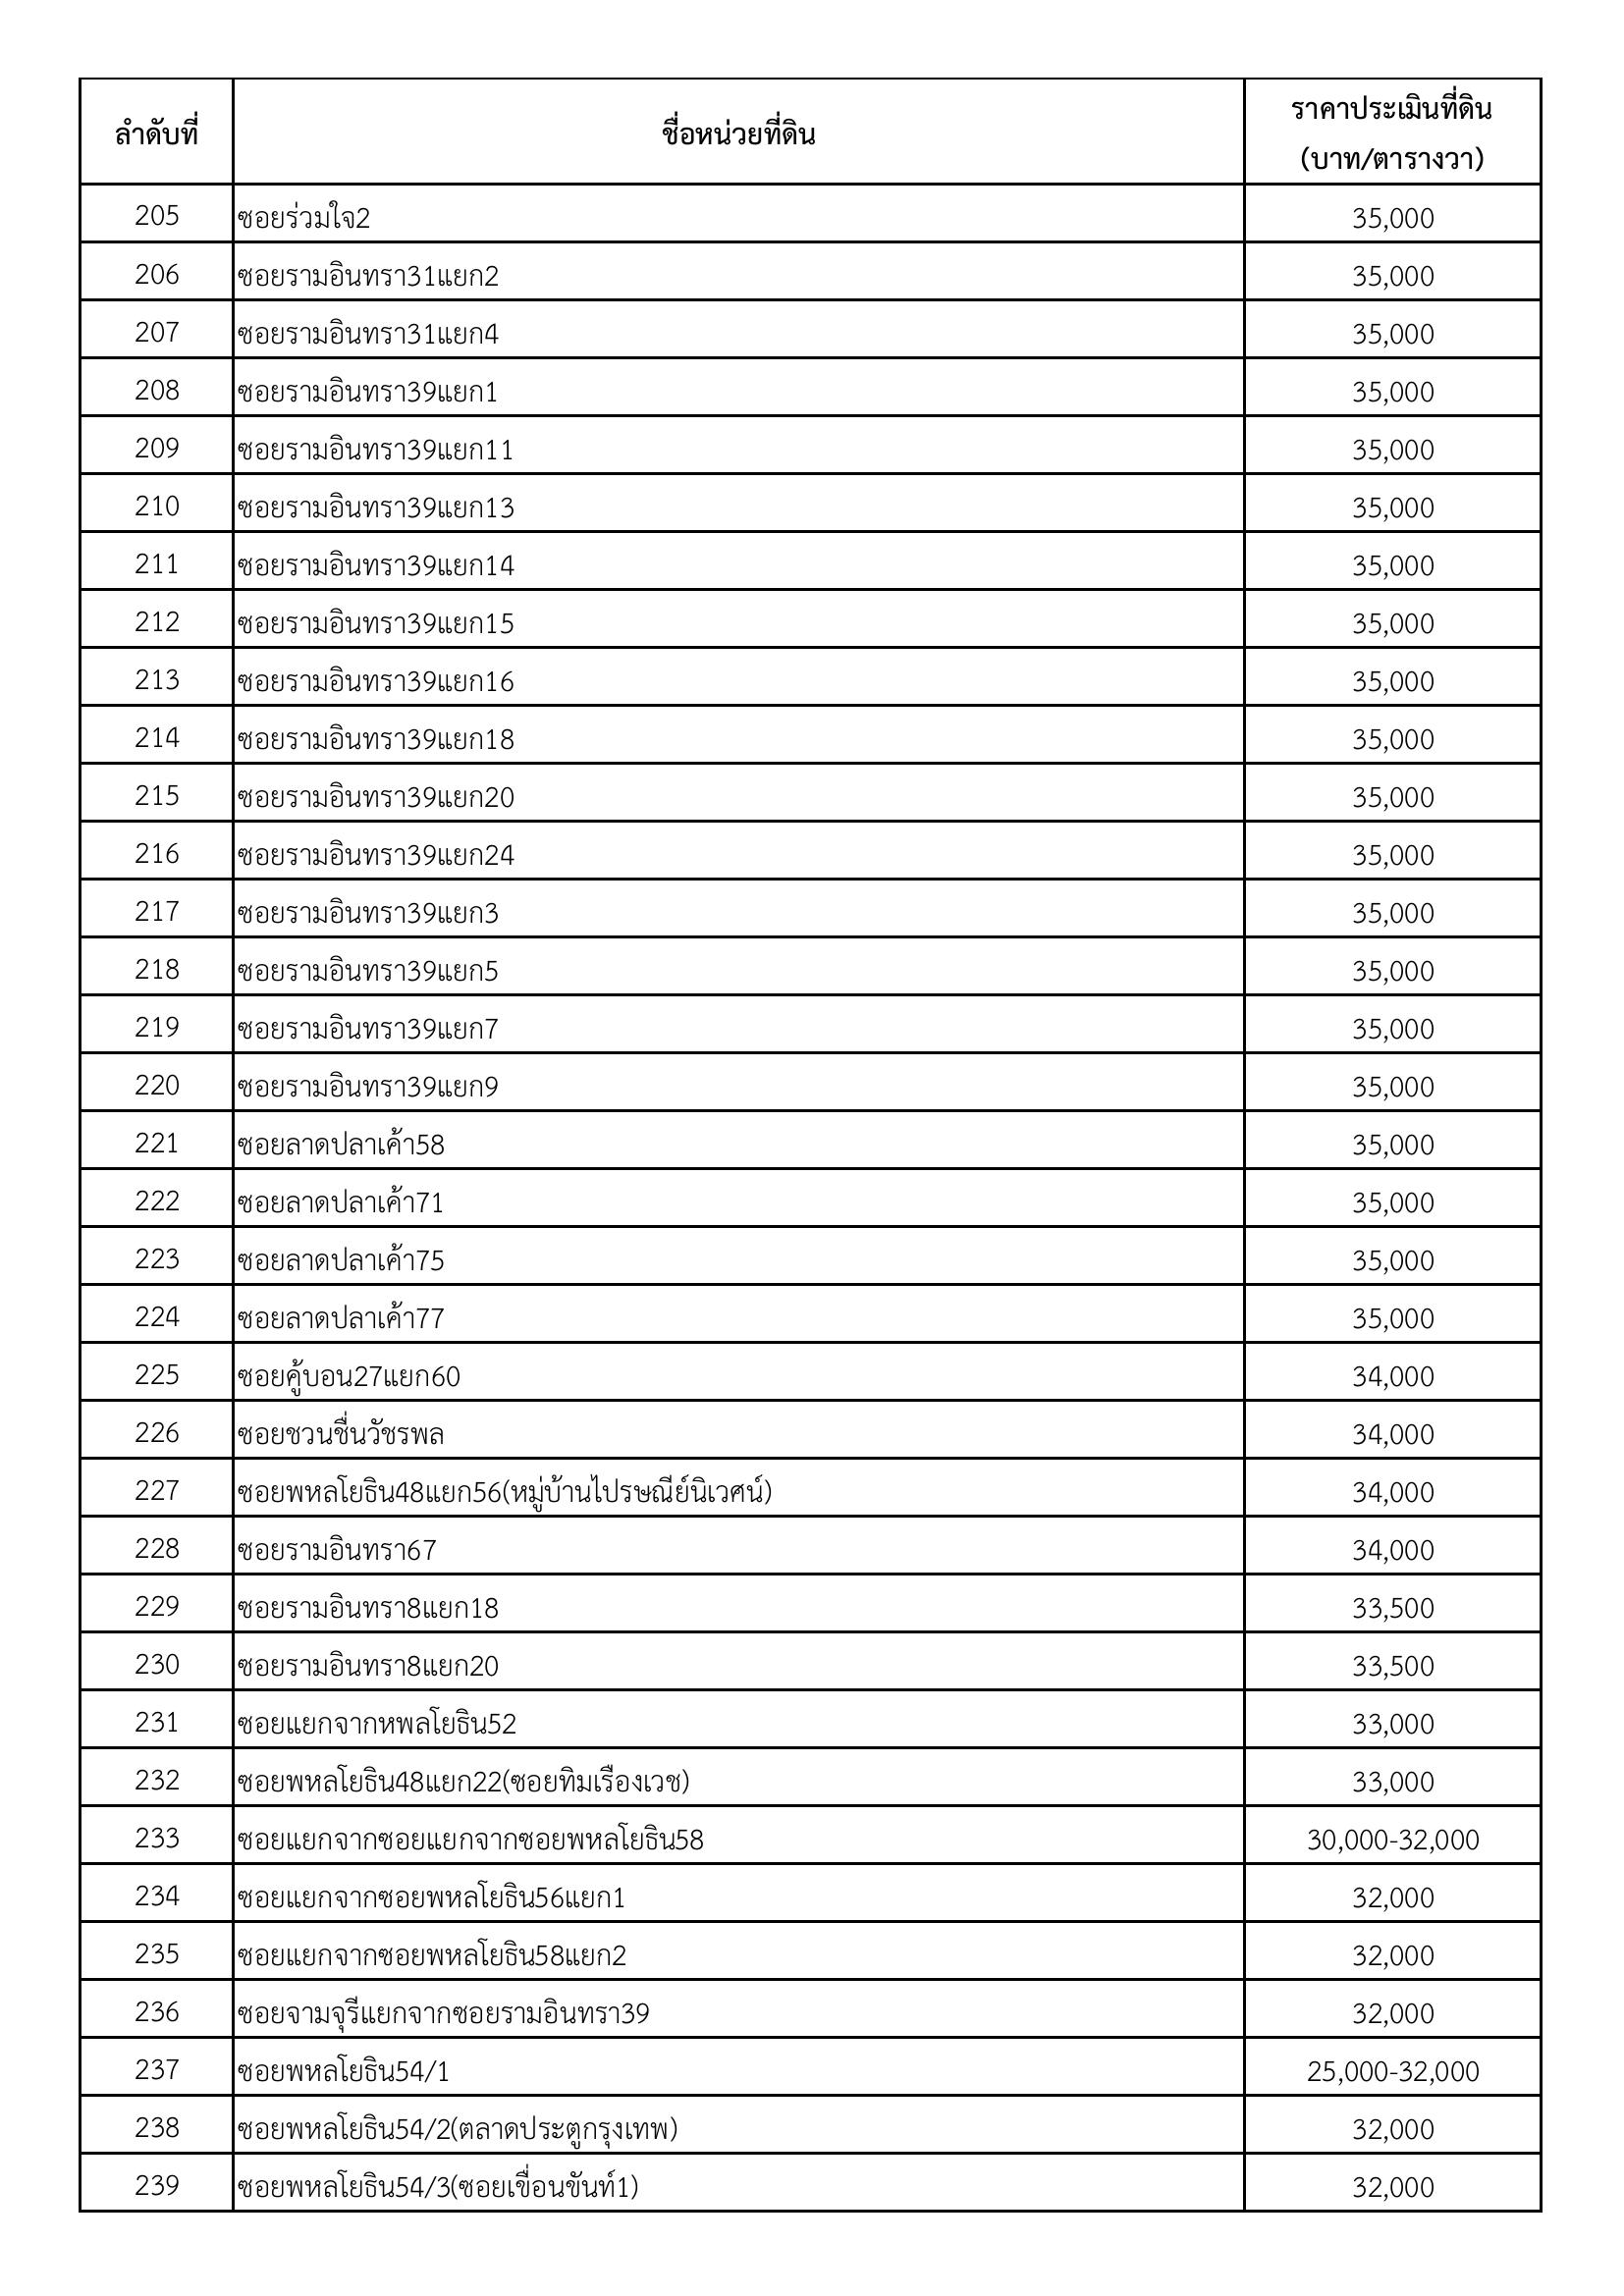 ลำดับที่ ชื่อหน่วยที่ดิน ราคาประเมินที่ดิน
(บาท/ตารางวา)
205 ซอยร่วมใจ2 35,000
206 ซอยรามอินทรา31แยก2 35,000
207 ซอยรามอินทรา31แยก4 35,000
208 ซอยรามอินทรา39แยก1 35,000
209 ซอยรามอินทรา39แยก11 35,000
210 ซอยรามอินทรา39แยก13 35,000
211 ซอยรามอินทรา39แยก14 35,000
212 ซอยรามอินทรา39แยก15 35,000
213 ซอยรามอินทรา39แยก16 35,000
214 ซอยรามอินทรา39แยก18 35,000
215 ซอยรามอินทรา39แยก20 35,000
216 ซอยรามอินทรา39แยก24 35,000
217 ซอยรามอินทรา39แยก3 35,000
218 ซอยรามอินทรา39แยก5 35,000
219 ซอยรามอินทรา39แยก7 35,000
220 ซอยรามอินทรา39แยก9 35,000
221 ซอยลาดปลาเค้า58 35,000
222 ซอยลาดปลาเค้า71 35,000
223 ซอยลาดปลาเค้า75 35,000
224 ซอยลาดปลาเค้า77 35,000
225 ซอยคู้บอน27แยก60 34,000
226 ซอยชวนชื่นวัชรพล 34,000
227 ซอยพหลโยธิน48แยก56(หมู่บ้านไปรษณีย์นิเวศน์) 34,000
228 ซอยรามอินทรา67 34,000
229 ซอยรามอินทรา8แยก18 33,500
230 ซอยรามอินทรา8แยก20 33,500
231 ซอยแยกจากหพลโยธิน52 33,000
232 ซอยพหลโยธิน48แยก22(ซอยทิมเรืองเวช) 33,000
233 ซอยแยกจากซอยแยกจากซอยพหลโยธิน58 30,000-32,000
234 ซอยแยกจากซอยพหลโยธิน56แยก1 32,000
235 ซอยแยกจากซอยพหลโยธิน58แยก2 32,000
236 ซอยจามจุรีแยกจากซอยรามอินทรา39 32,000
237 ซอยพหลโยธิน54/1 25,000-32,000
238 ซอยพหลโยธิน54/2(ตลาดประตูกรุงเทพ) 32,000
239 ซอยพหลโยธิน54/3(ซอยเขื่อนขันท์1) 32,000